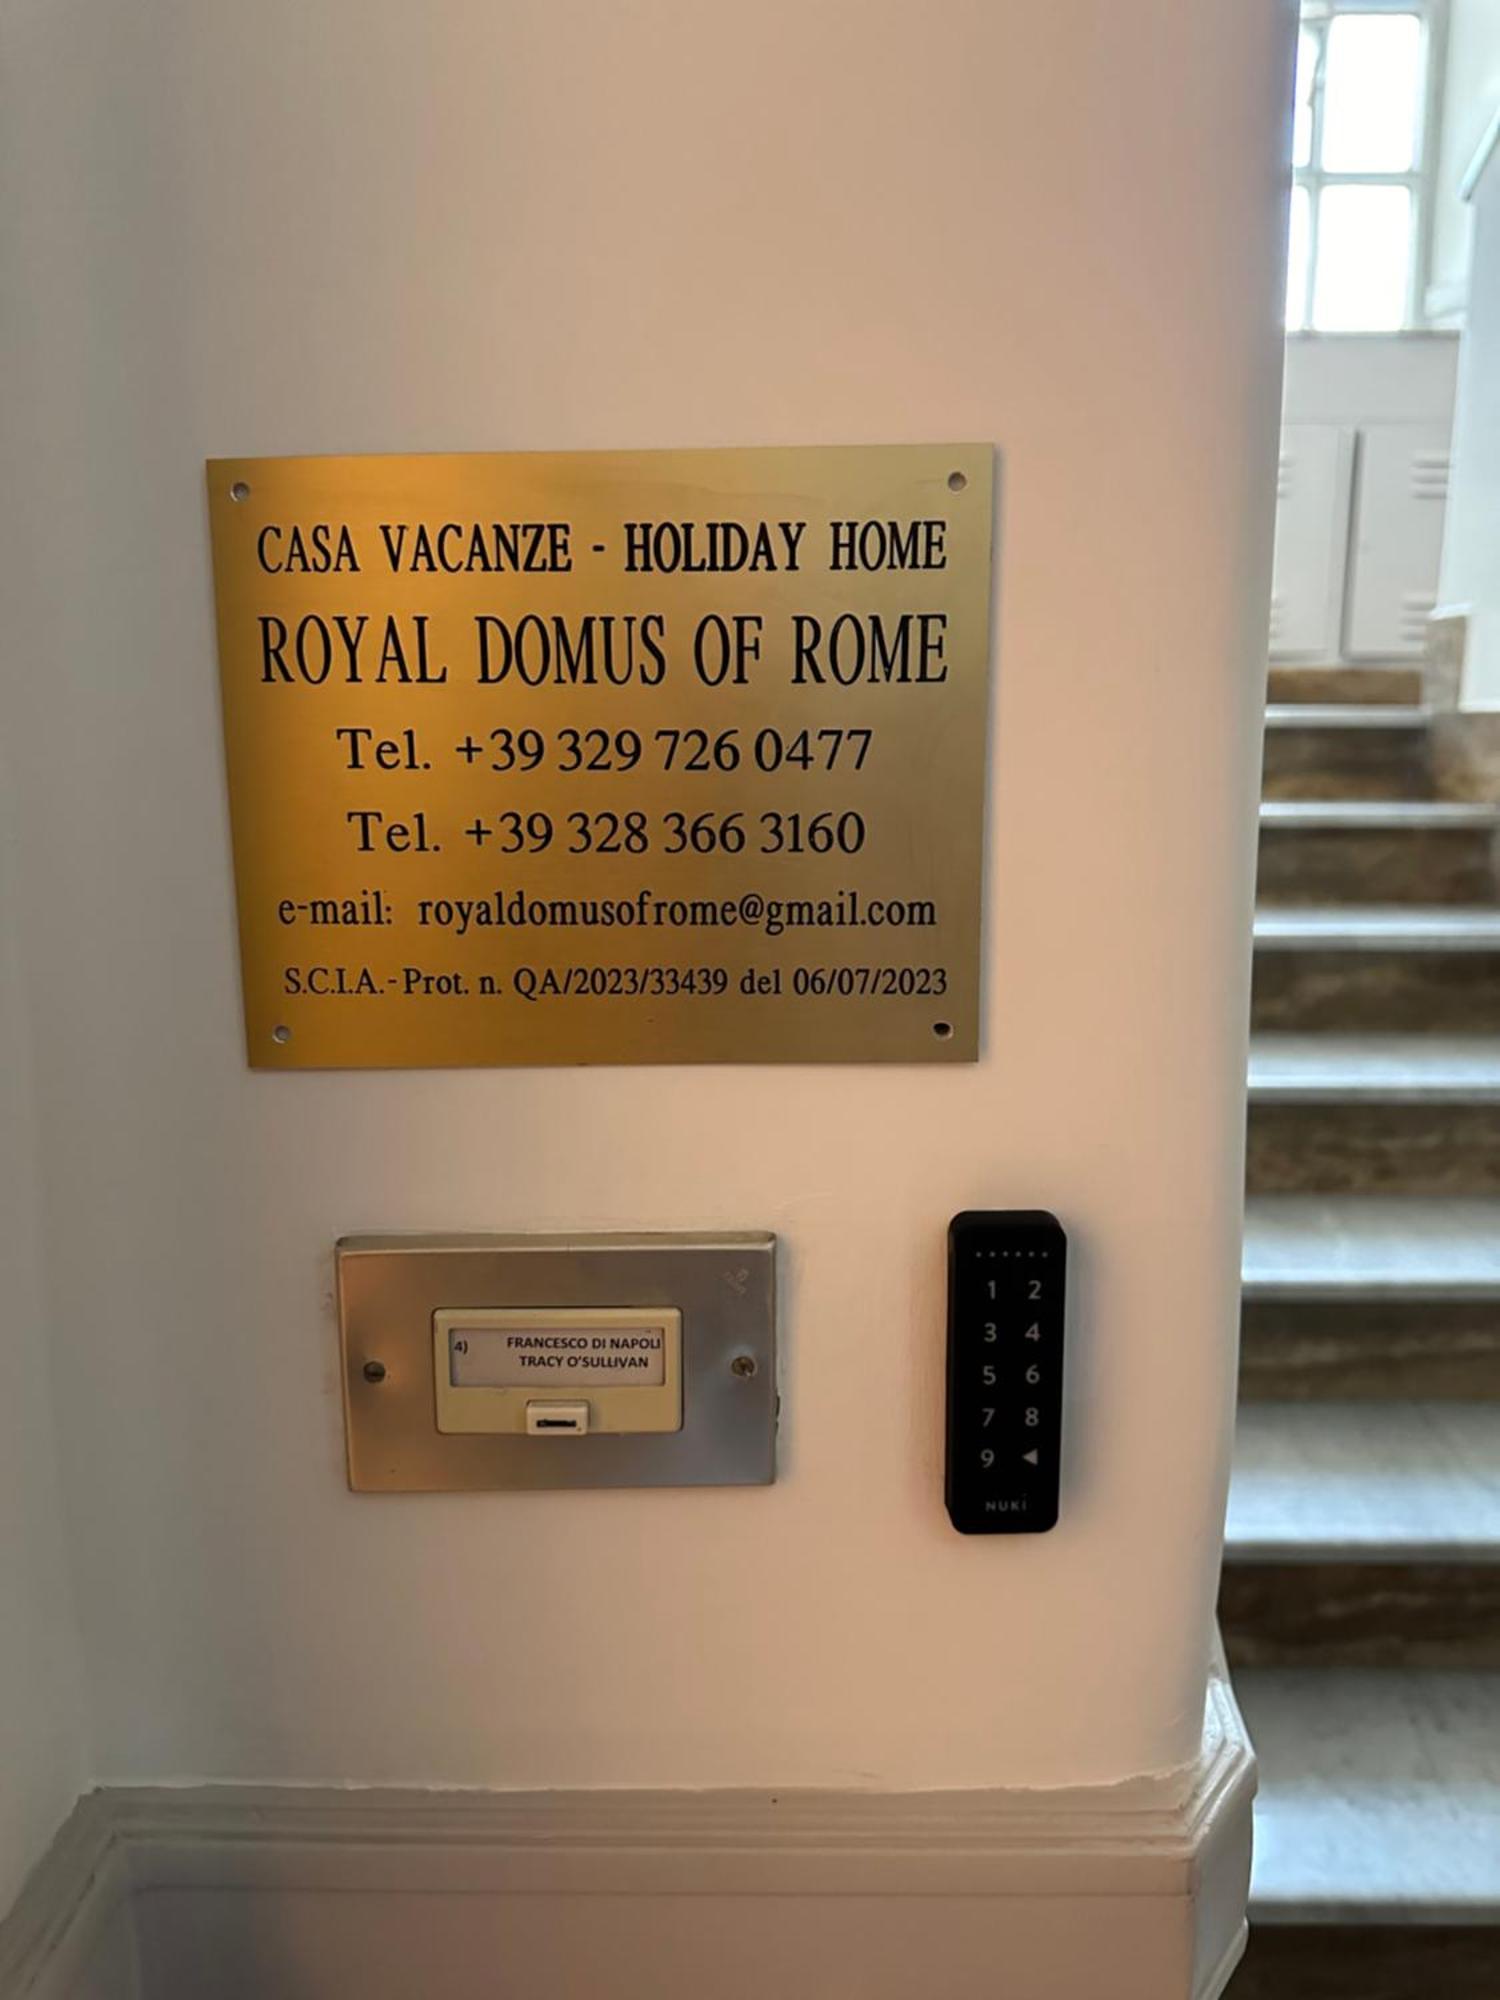 CASA VACANZE - HOLIDAY HOME
ROYAL DOMUS OF ROME
Tel. +39 329 726 0477
Tel. +39 328 366 3160
e-mail: royaldomusofrome@gmail.com
S.C.I.A.- Prot. n. QA/2023/33439 del 06/07/2023
4) FRANCESCO DI NAPOLI
TRACY O'SULLIVAN
1 2
3 4
5 6
7 8
9 ◀
NUKi